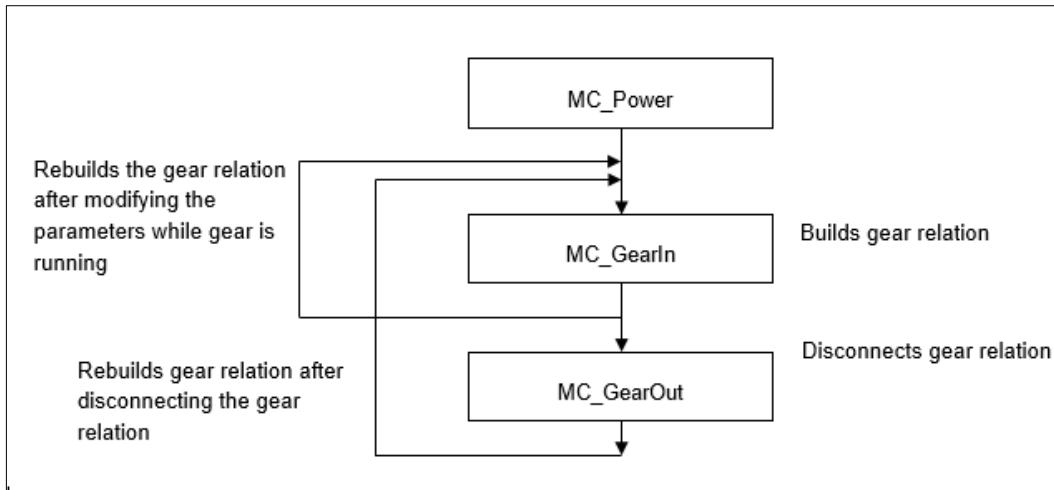 MC_Power
Rebuilds the gear relation
after modifying the
parameters while gear is
running
MC_GearIn
Builds gear relation
Disconnects gear relation
Rebuilds gear relation after
disconnecting the gear
relation
MC_GearOut